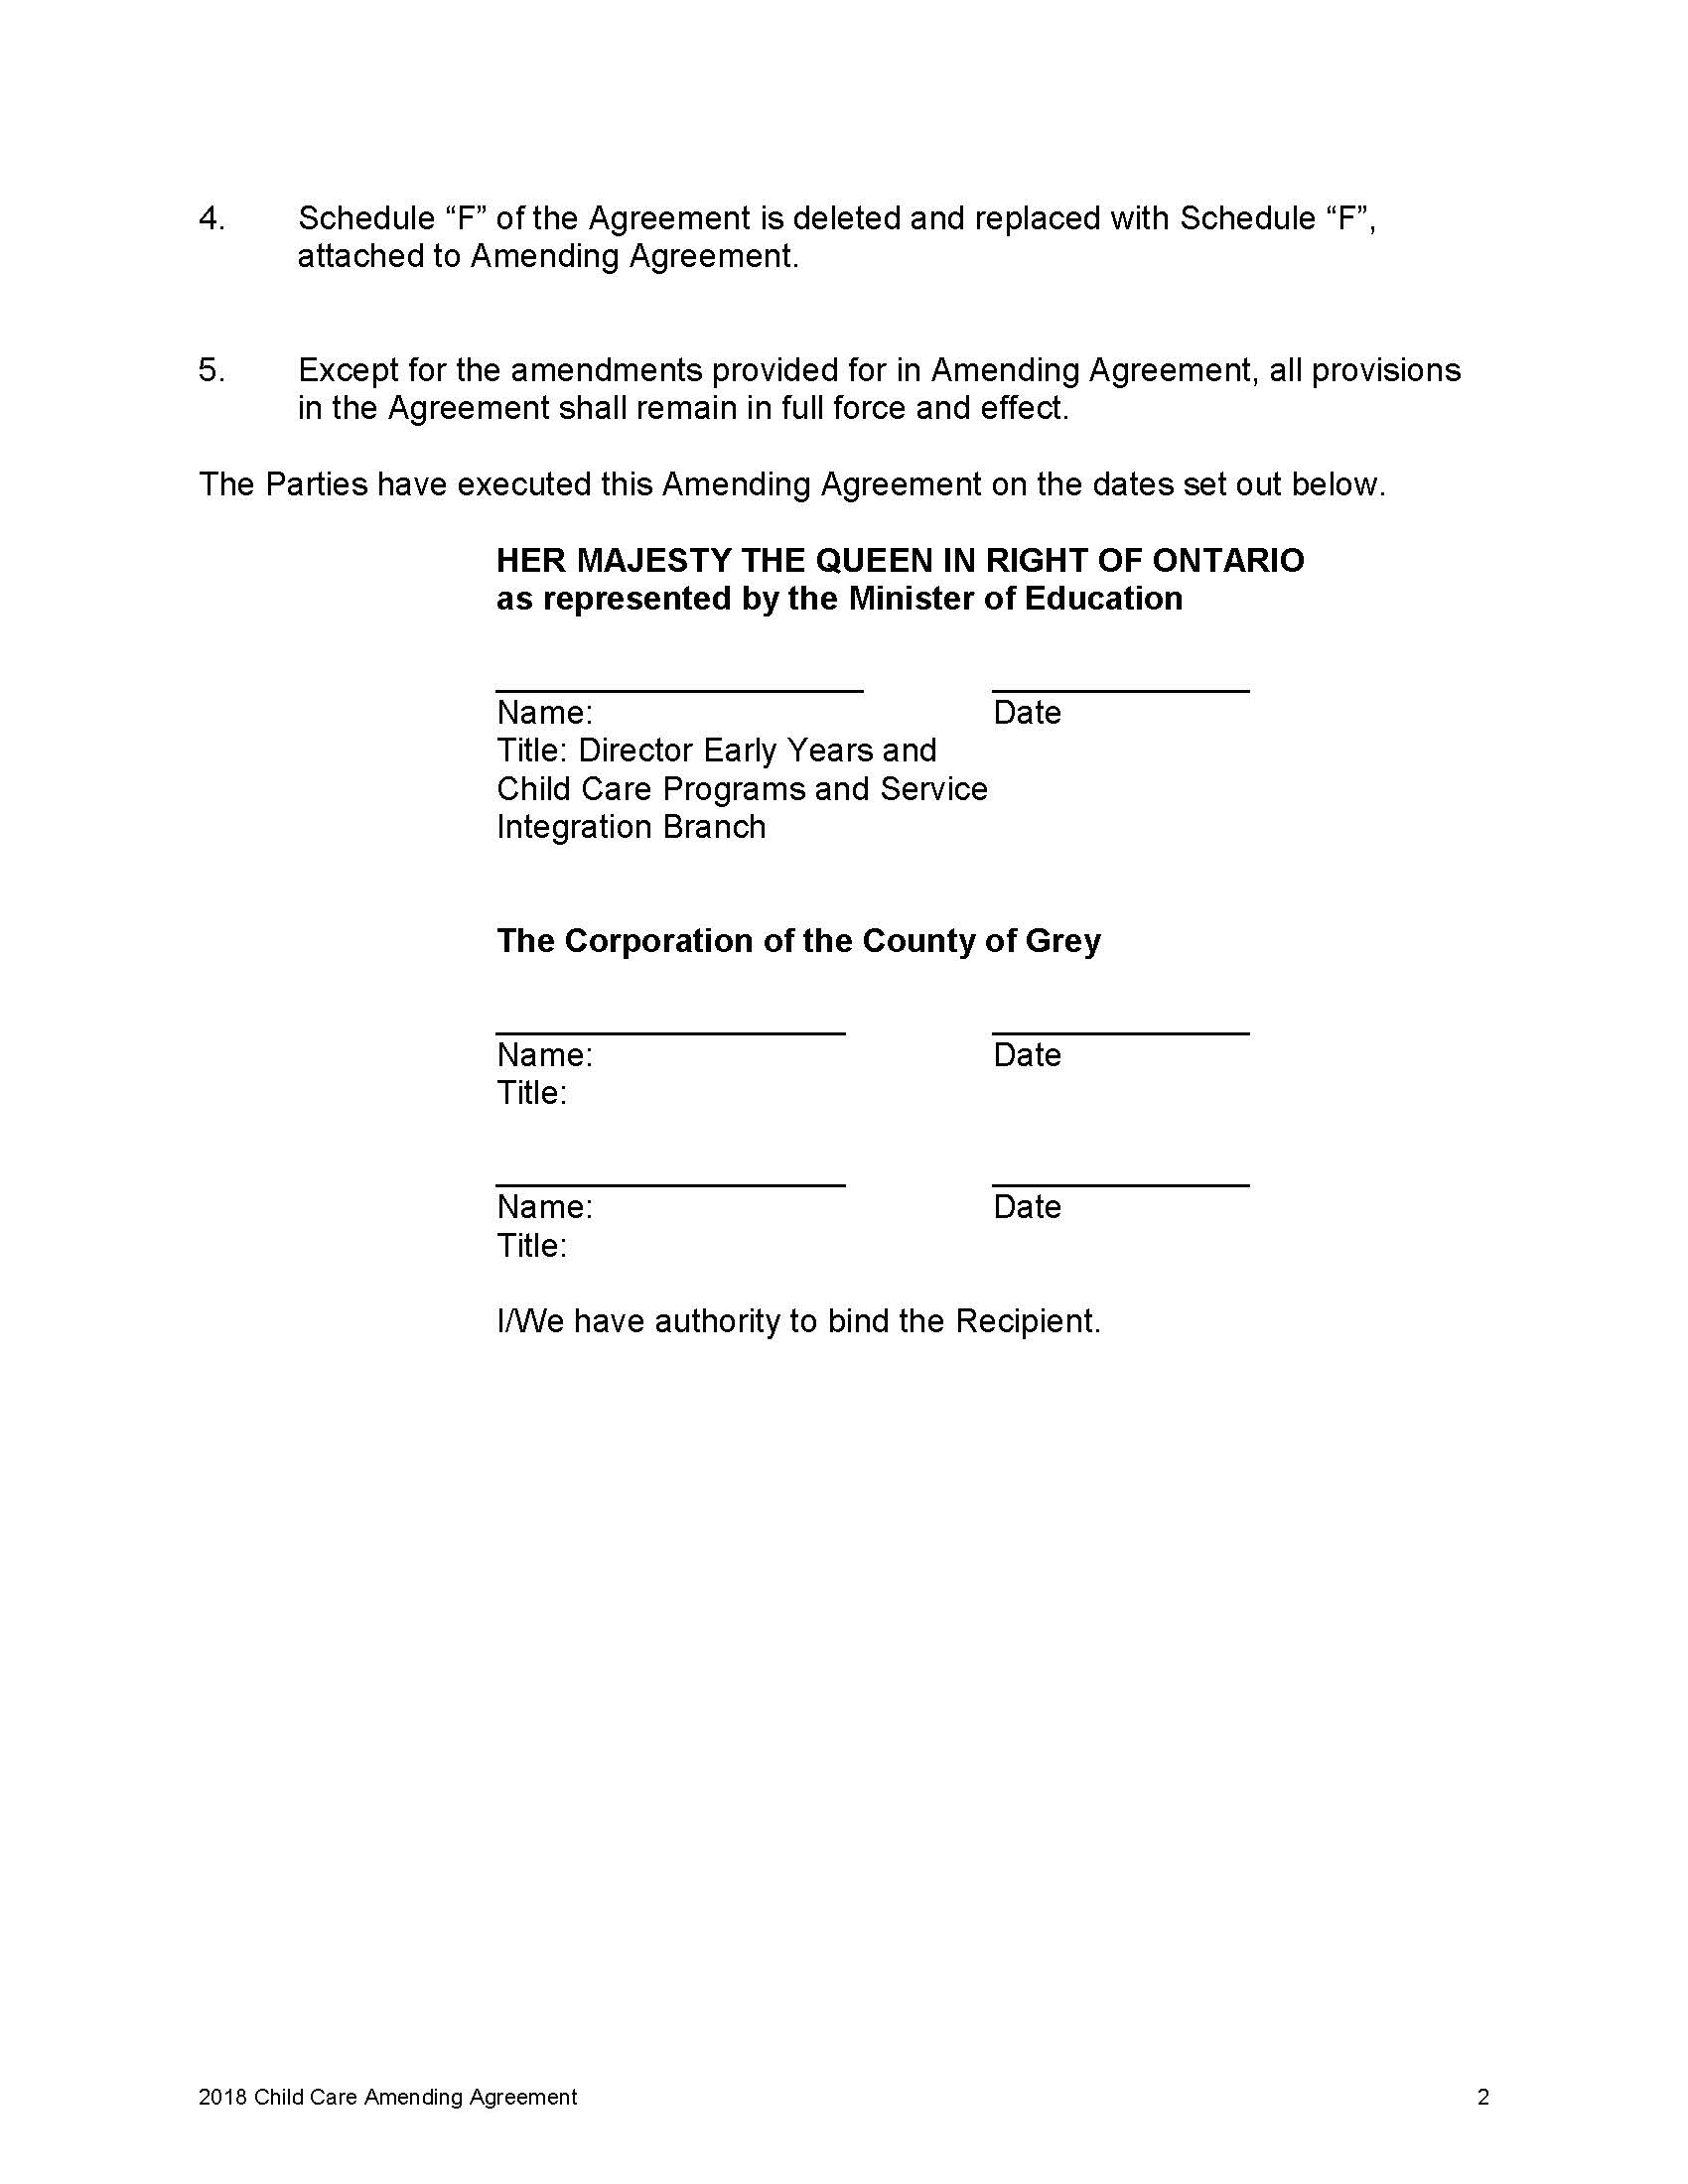 4. Schedule “F” of the Agreement is deleted and replaced with Schedule “F”,
attached to Amending Agreement.
5. Except for the amendments provided for in Amending Agreement, all provisions
in the Agreement shall remain in full force and effect.
The Parties have executed this Amending Agreement on the dates set out below.
HER MAJESTY THE QUEEN IN RIGHT OF ONTARIO
as represented by the Minister of Education
Name: Date
Title: Director Early Years and
Child Care Programs and Service
Integration Branch
The Corporation of the County of Grey
Name: Date
Title:
Name: Date
Title:
I/We have authority to bind the Recipient.
2018 Child Care Amending Agreement 2